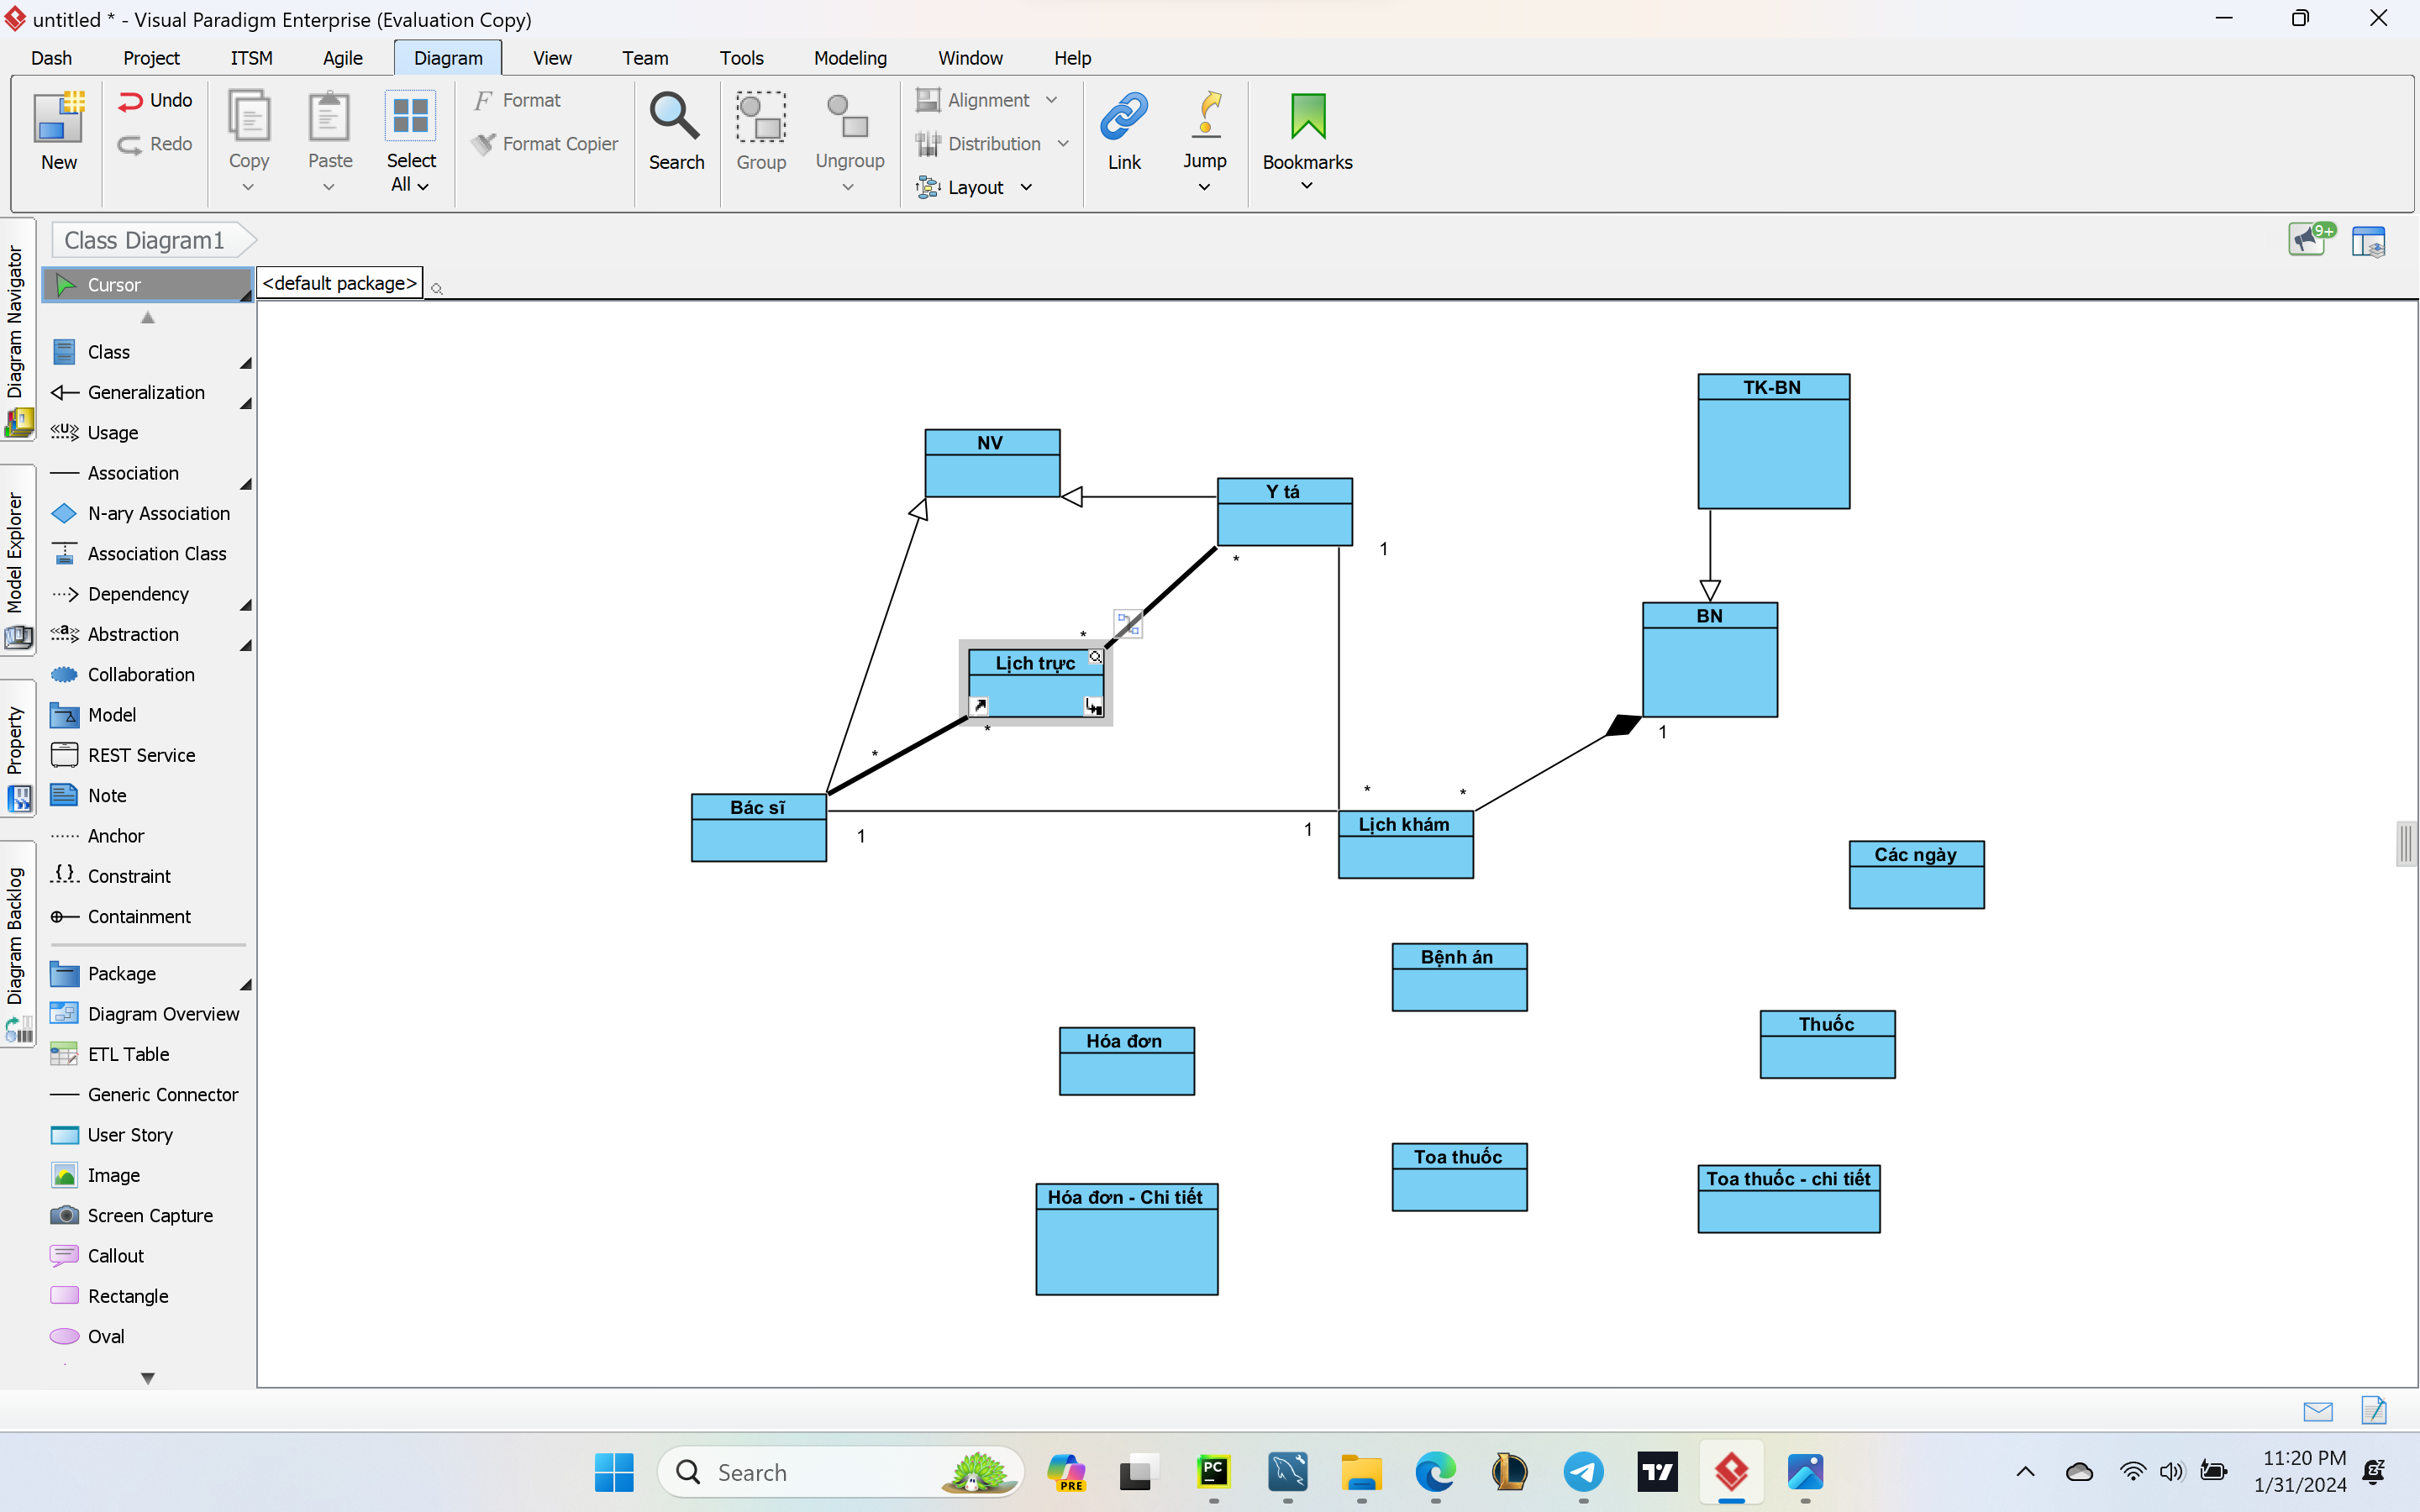 untitled * - Visual Paradigm Enterprise (Evaluation Copy)
Dash Project ITSM Agile Diagram View Team Tools Modeling Window Help
New
Undo
Redo
Copy
Paste
Select
All
Format
Format Copier
Search
Group
Ungroup
Alignment
Distribution
Layout
Link
Jump
Bookmarks
Class Diagram1
9+
Diagram Navigator
Model Explorer
Property
Diagram Backlog
Cursor
<default package>
Class
Generalization
<<U>> Usage
Association
N-ary Association
Association Class
Dependency
<<a>> Abstraction
Collaboration
Model
REST Service
Note
Anchor
{ } Constraint
Containment
Package
Diagram Overview
ETL Table
Generic Connector
User Story
Image
Screen Capture
Callout
Rectangle
Oval
TK-BN
NV
Y tá
*
1
BN
1
*
Lịch trực
*
*
Bác sĩ
1
1
*
*
Lịch khám
Các ngày
Bệnh án
Thuốc
Hóa đơn
Toa thuốc
Toa thuốc - chi tiết
Hóa đơn - Chi tiết
Search
PRE
PC
11:20 PM
1/31/2024